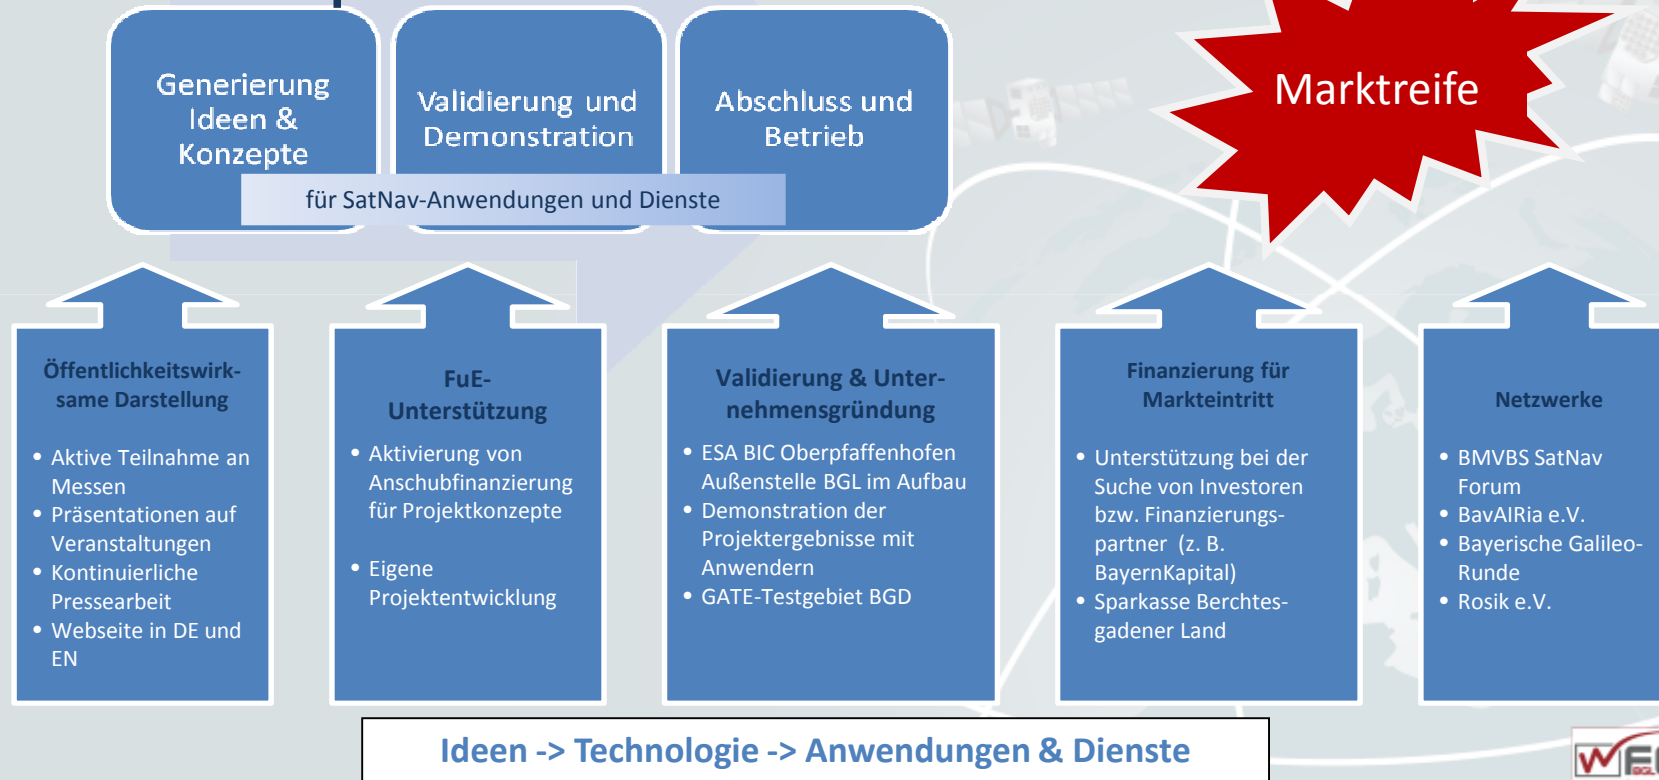 Generierung
Ideen &
Konzepte
Validierung und
Demonstration
Abschluss und
Betrieb
für SatNav-Anwendungen und Dienste
Marktreife
Öffentlichkeitswirk-
same Darstellung
• Aktive Teilnahme an
Messen
• Präsentationen auf
Veranstaltungen
• Kontinuierliche
Pressearbeit
• Webseite in DE und
EN
FuE-
Unterstützung
• Aktivierung von
Anschubfinanzierung
für Projektkonzepte
• Eigene
Projektentwicklung
Validierung & Unter-
nehmensgründung
• ESA BIC Oberpfaffenhofen
Außenstelle BGL im Aufbau
• Demonstration der
Projektergebnisse mit
Anwendern
• GATE-Testgebiet BGD
Finanzierung für
Markteintritt
• Unterstützung bei der
Suche von Investoren
bzw. Finanzierungs-
partner (z. B.
BayernKapital)
• Sparkasse Berchtes-
gadener Land
Netzwerke
• BMVBS SatNav
Forum
• BavAIRia e.V.
• Bayerische Galileo-
Runde
• Rosik e.V.
Ideen -> Technologie -> Anwendungen & Dienste